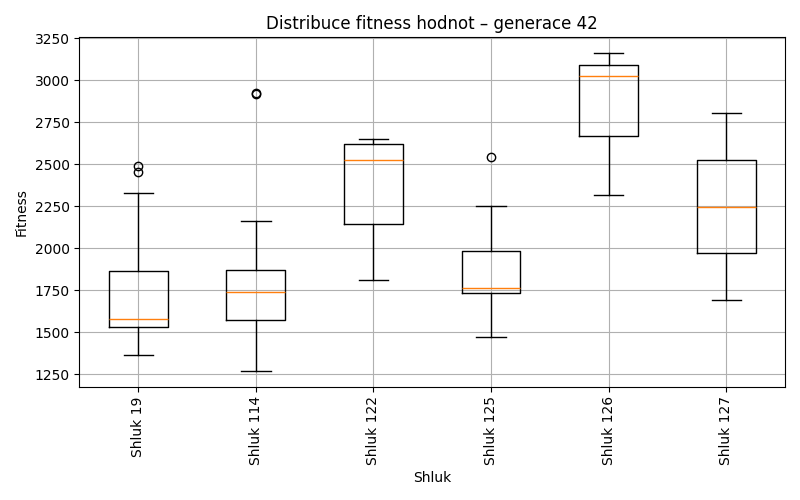 Distribuce fitness hodnot – generace 42
Fitness
3250
3000
2750
2500
2250
2000
1750
1500
1250
Shluk 19
Shluk 114
Shluk 122
Shluk 125
Shluk 126
Shluk 127
Shluk